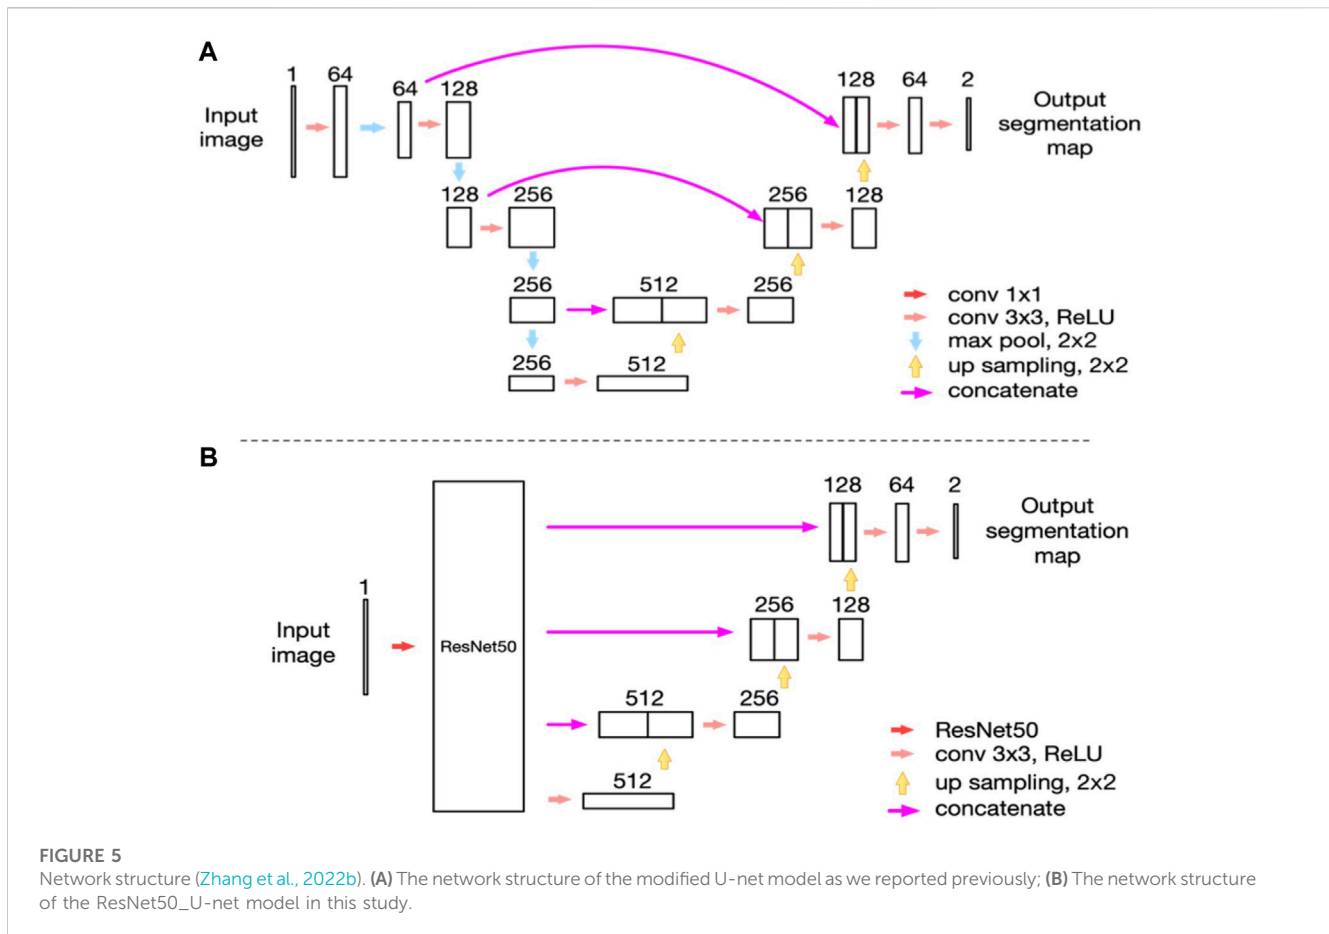 A
1
64
64
128
128
64
2
Input
image
Output
segmentation
map
128
256
256
128
256
512
256
256
512
conv 1x1
conv 3x3, ReLU
max pool, 2x2
up sampling, 2x2
concatenate
B
128
64
2
Output
segmentation
map
1
Input
image
ResNet50
256
128
512
256
512
ResNet50
conv 3x3, ReLU
up sampling, 2x2
concatenate
FIGURE 5
Network structure (Zhang et al., 2022b). (A) The network structure of the modified U-net model as we reported previously; (B) The network structure
of the ResNet50_U-net model in this study.